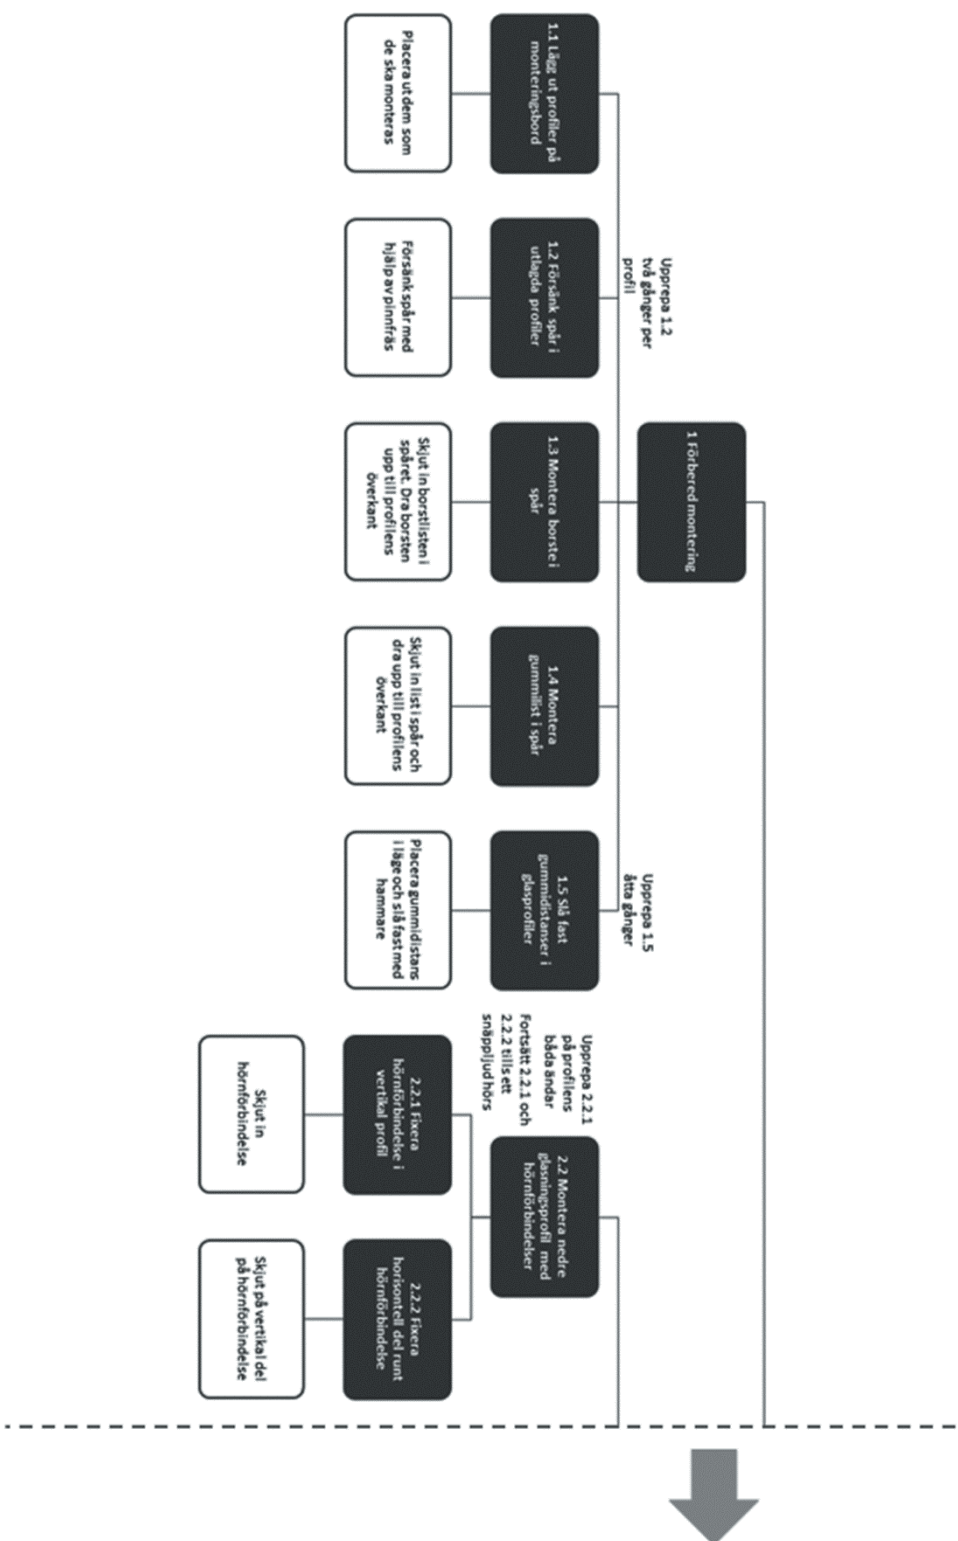 1 Förbered montering
Upprepa 1.2
två gånger per
profil
Upprepa 1.5
åtta gånger
1.1 Lägg ut profiler på
monteringsbord
1.2 Försänk spår i
utlagda profiler
1.3 Montera borste i
spår
1.4 Montera
gummilist i spår
1.5 Slå fast
gummidistanser i
glasprofiler
Placera ut dem som
de ska monteras
Försänk spår med
hjälp av pinnfräs
Skjut in borstlisten i
spåret. Dra borsten
upp till profilens
överkant
Skjut in list i spår och
dra upp till profilens
överkant
Placera gummidistans
i läge och slå fast med
hammare
Upprepa 2.2.1
på profilens
båda ändar
Fortsätt 2.2.1 och
2.2.2 tills ett
snäppljud hörs
2.2 Montera nedre
glasningsprofil med
hörnförbindelser
2.2.1 Fixera
hörnförbindelse i
vertikal profil
2.2.2 Fixera
horisontell del runt
hörnförbindelse
Skjut in
hörnförbindelse
Skjut på vertikal del
på hörnförbindelse